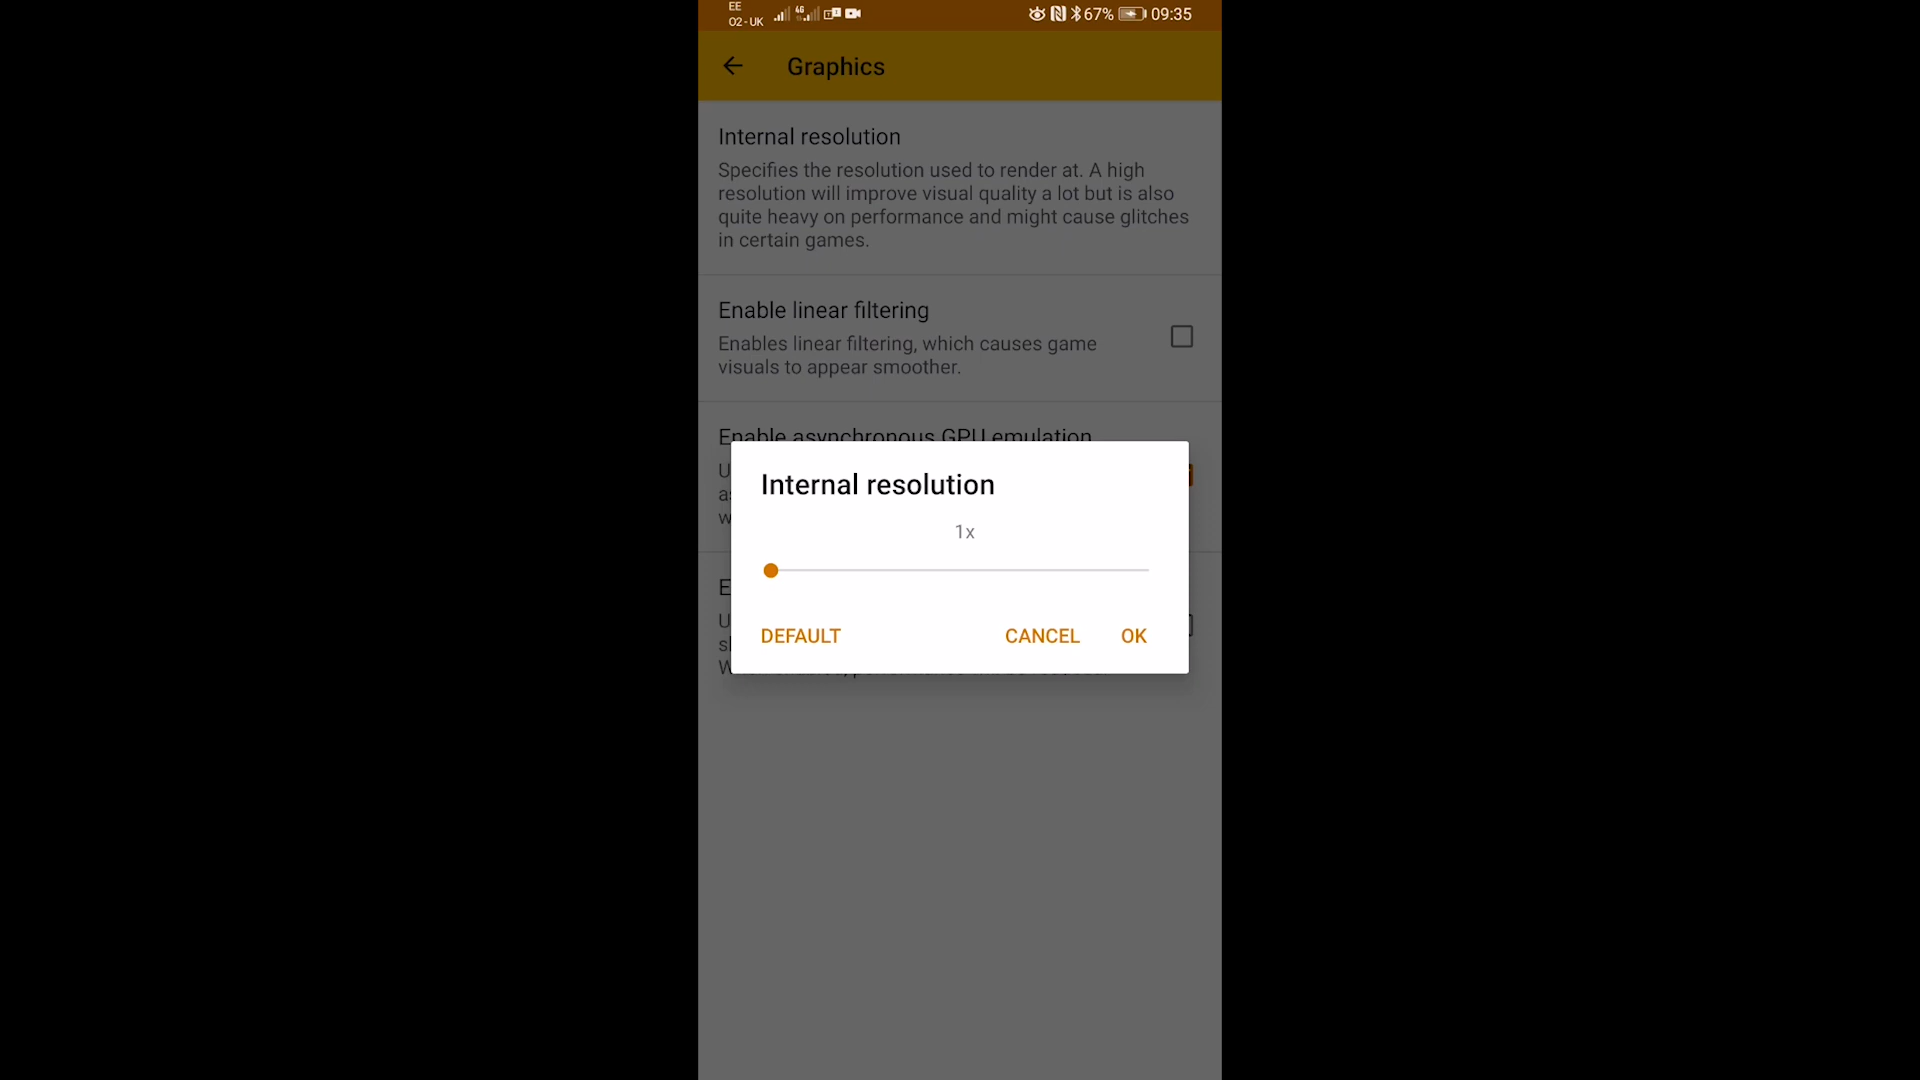 EE
O2-UK
4G
67%
09:35
Graphics
Internal resolution
Specifies the resolution used to render at. A high
resolution will improve visual quality a lot but is also
quite heavy on performance and might cause glitches
in certain games.
Enable linear filtering
Enables linear filtering, which causes game
visuals to appear smoother.
Enable asynchronous GPU emulation
Internal resolution
1x
DEFAULT
CANCEL
OK